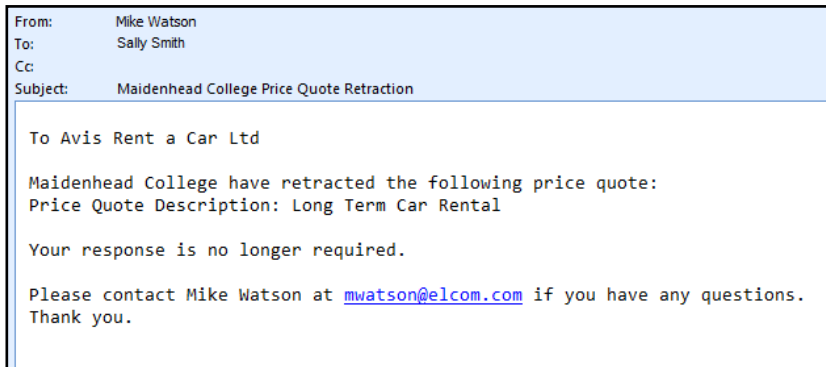 From: Mike Watson
To: Sally Smith
Cc:
Subject: Maidenhead College Price Quote Retraction
To Avis Rent a Car Ltd
Maidenhead College have retracted the following price quote:
Price Quote Description: Long Term Car Rental
Your response is no longer required.
Please contact Mike Watson at mwatson@elcom.com if you have any questions.
Thank you.